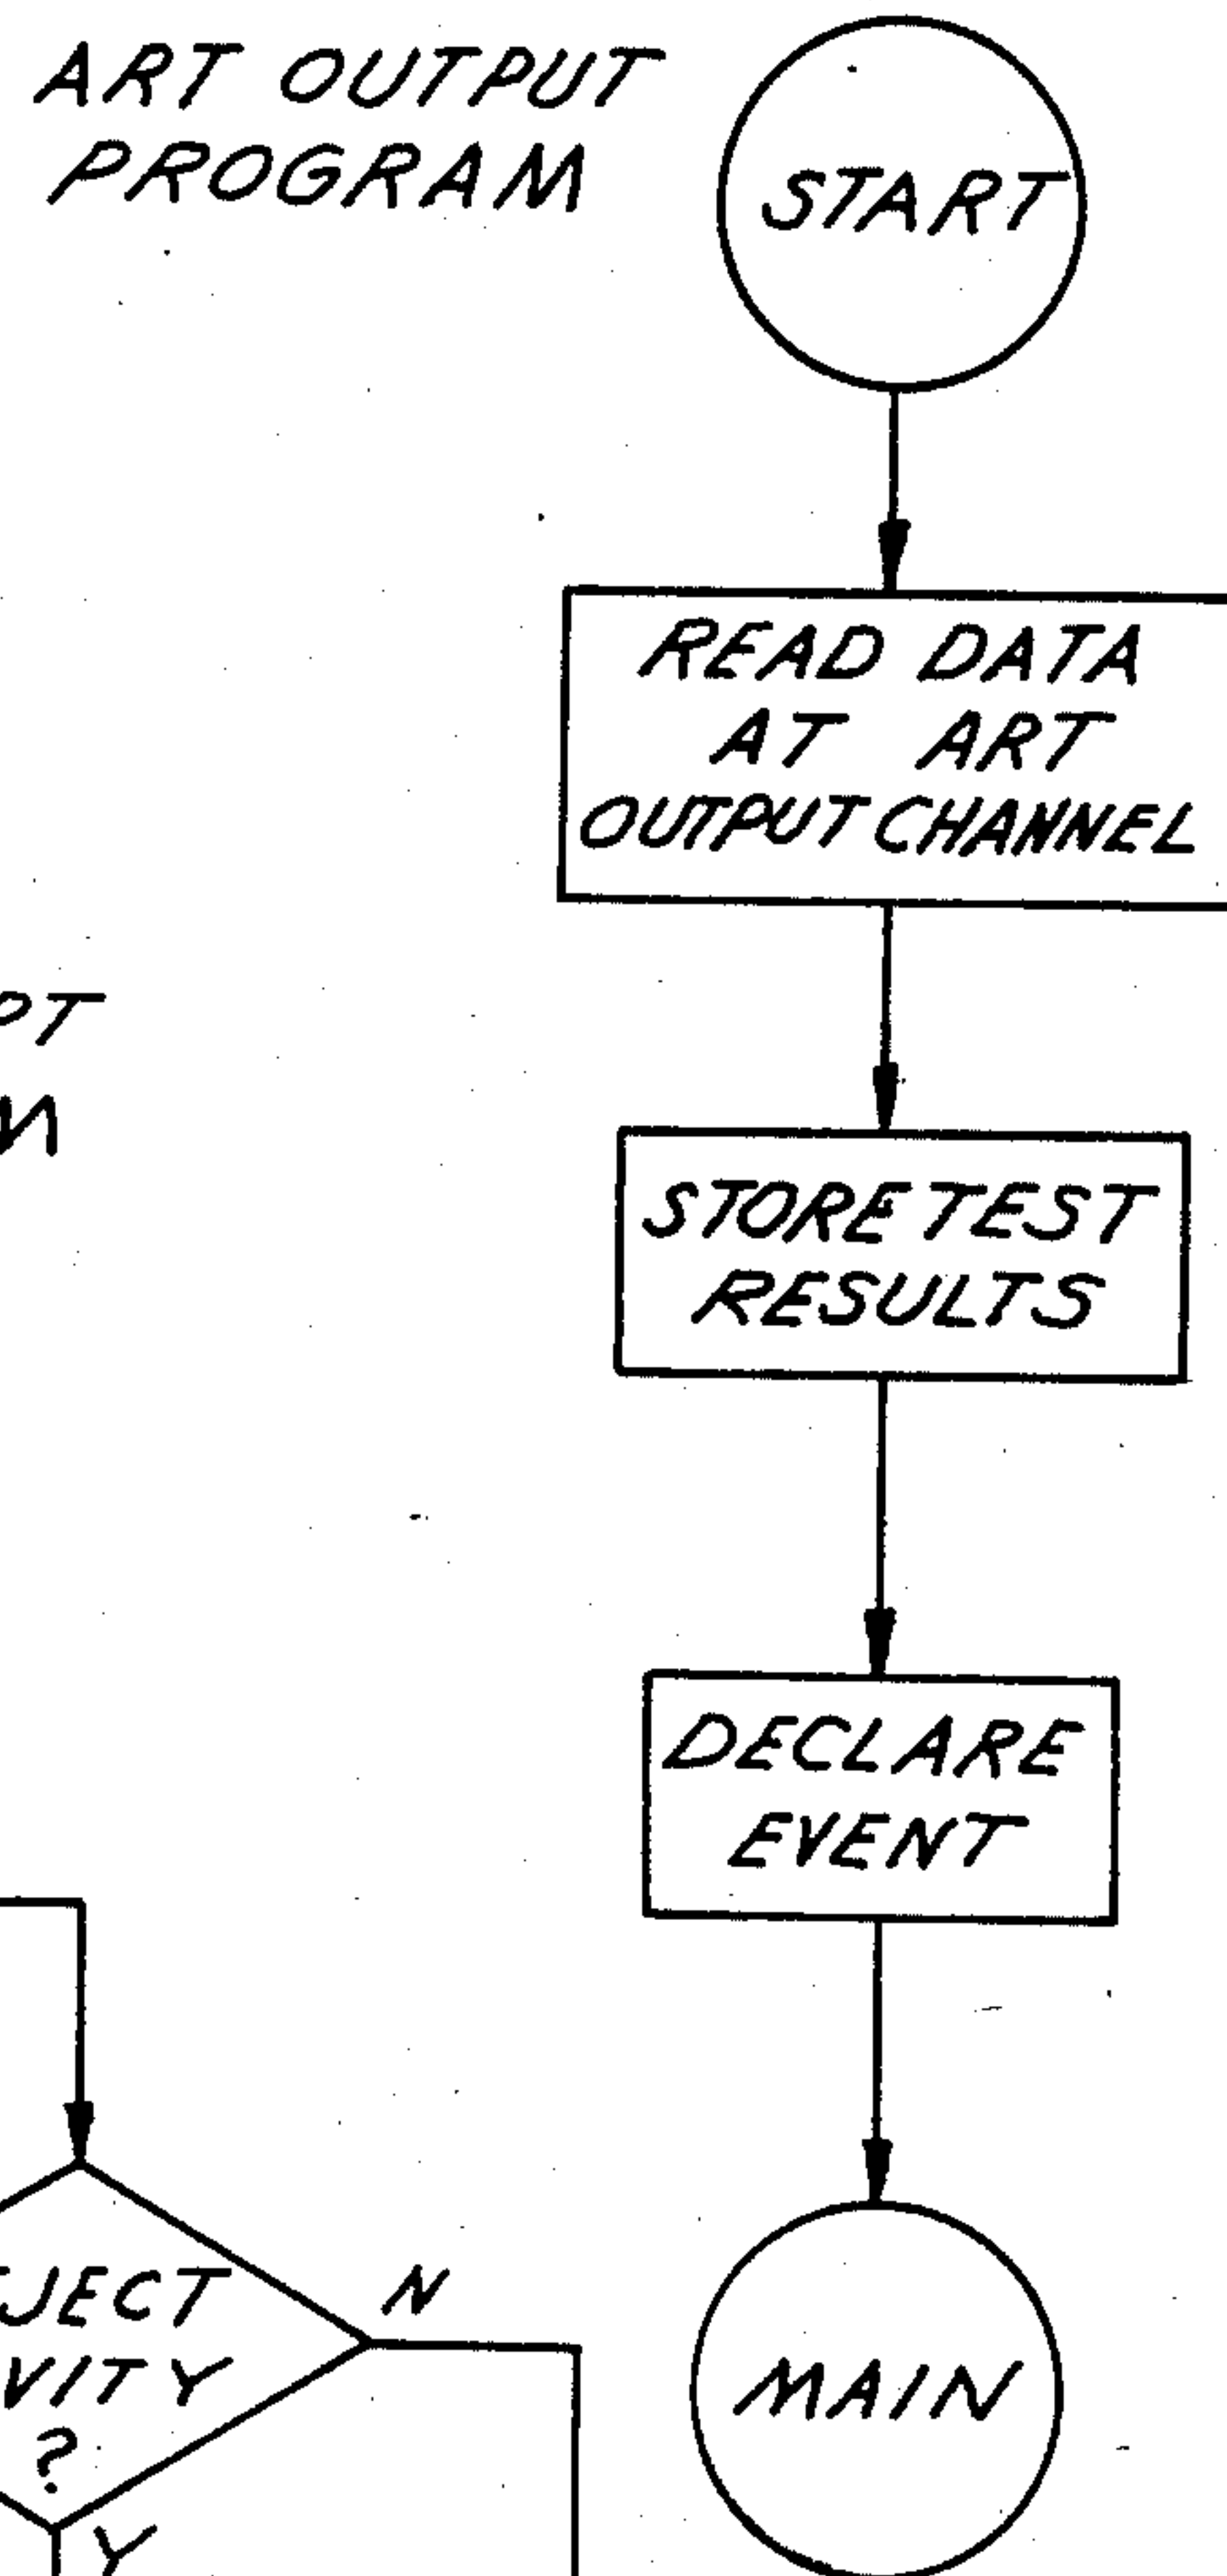 ART OUTPUT
PROGRAM
START
READ DATA
AT ART
OUTPUT CHANNEL
STORE TEST
RESULTS
DECLARE
EVENT
MAIN
N
?
Y